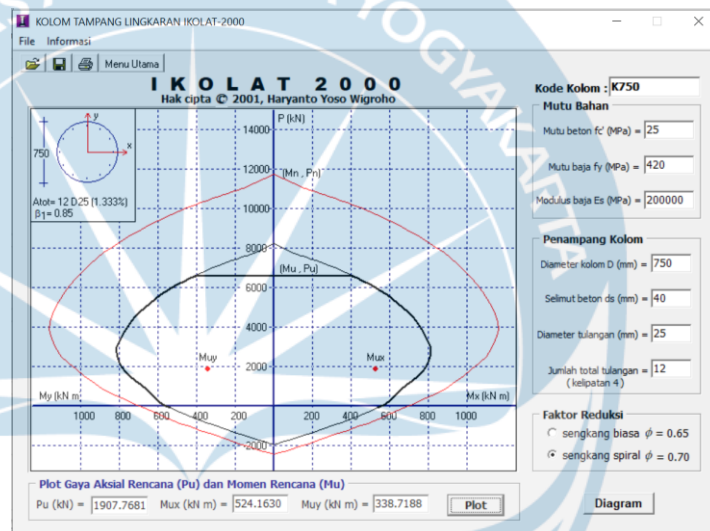 KOLOM TAMPANG LINGKARAN IKOLAT-2000
File Informasi
Menu Utama
I K O L A T 2 0 0 0
Hak cipta © 2001, Haryanto Yoso Wigroho
Kode Kolom : K750
Mutu Bahan
Mutu beton fc' (MPa) = 25
Mutu baja fy (MPa) = 420
Modulus baja Es (MPa) = 200000
Penampang Kolom
Diameter kolom D (mm) = 750
Selimut beton ds (mm) = 40
Diameter tulangan (mm) = 25
Jumlah total tulangan = 12
(kelipatan 4)
Faktor Reduksi
sengkang biasa ϕ = 0.65
sengkang spiral ϕ = 0.70
Diagram
y
x
750
Atot= 12 D25 (1.333%)
β1= 0.85
P (kN)
14000
12000
(Mn , Pn)
10000
8000
(Mu , Pu)
6000
4000
Muy
Mux
2000
My (kN m
Mx (kN m)
1000 800 600 400 200 200 400 600 800 1000
-2000
Plot Gaya Aksial Rencana (Pu) dan Momen Rencana (Mu)
Pu (kN) = 1907.7681 Mux (kN m) = 524.1630 Muy (kN m) = 338.7188 Plot
OGYAKARTA